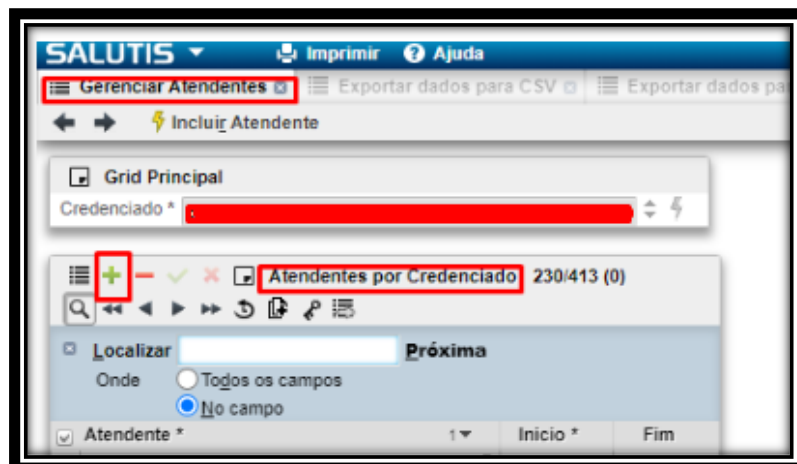 SALUTIS Imprimir Ajuda
Gerenciar Atendentes Exportar dados para CSV Exportar dados pa
Incluir Atendente
Grid Principal
Credenciado *
Atendentes por Credenciado 230/413 (0)
Localizar Próxima
Onde Todos os campos
No campo
Atendente * 1 Inicio * Fim